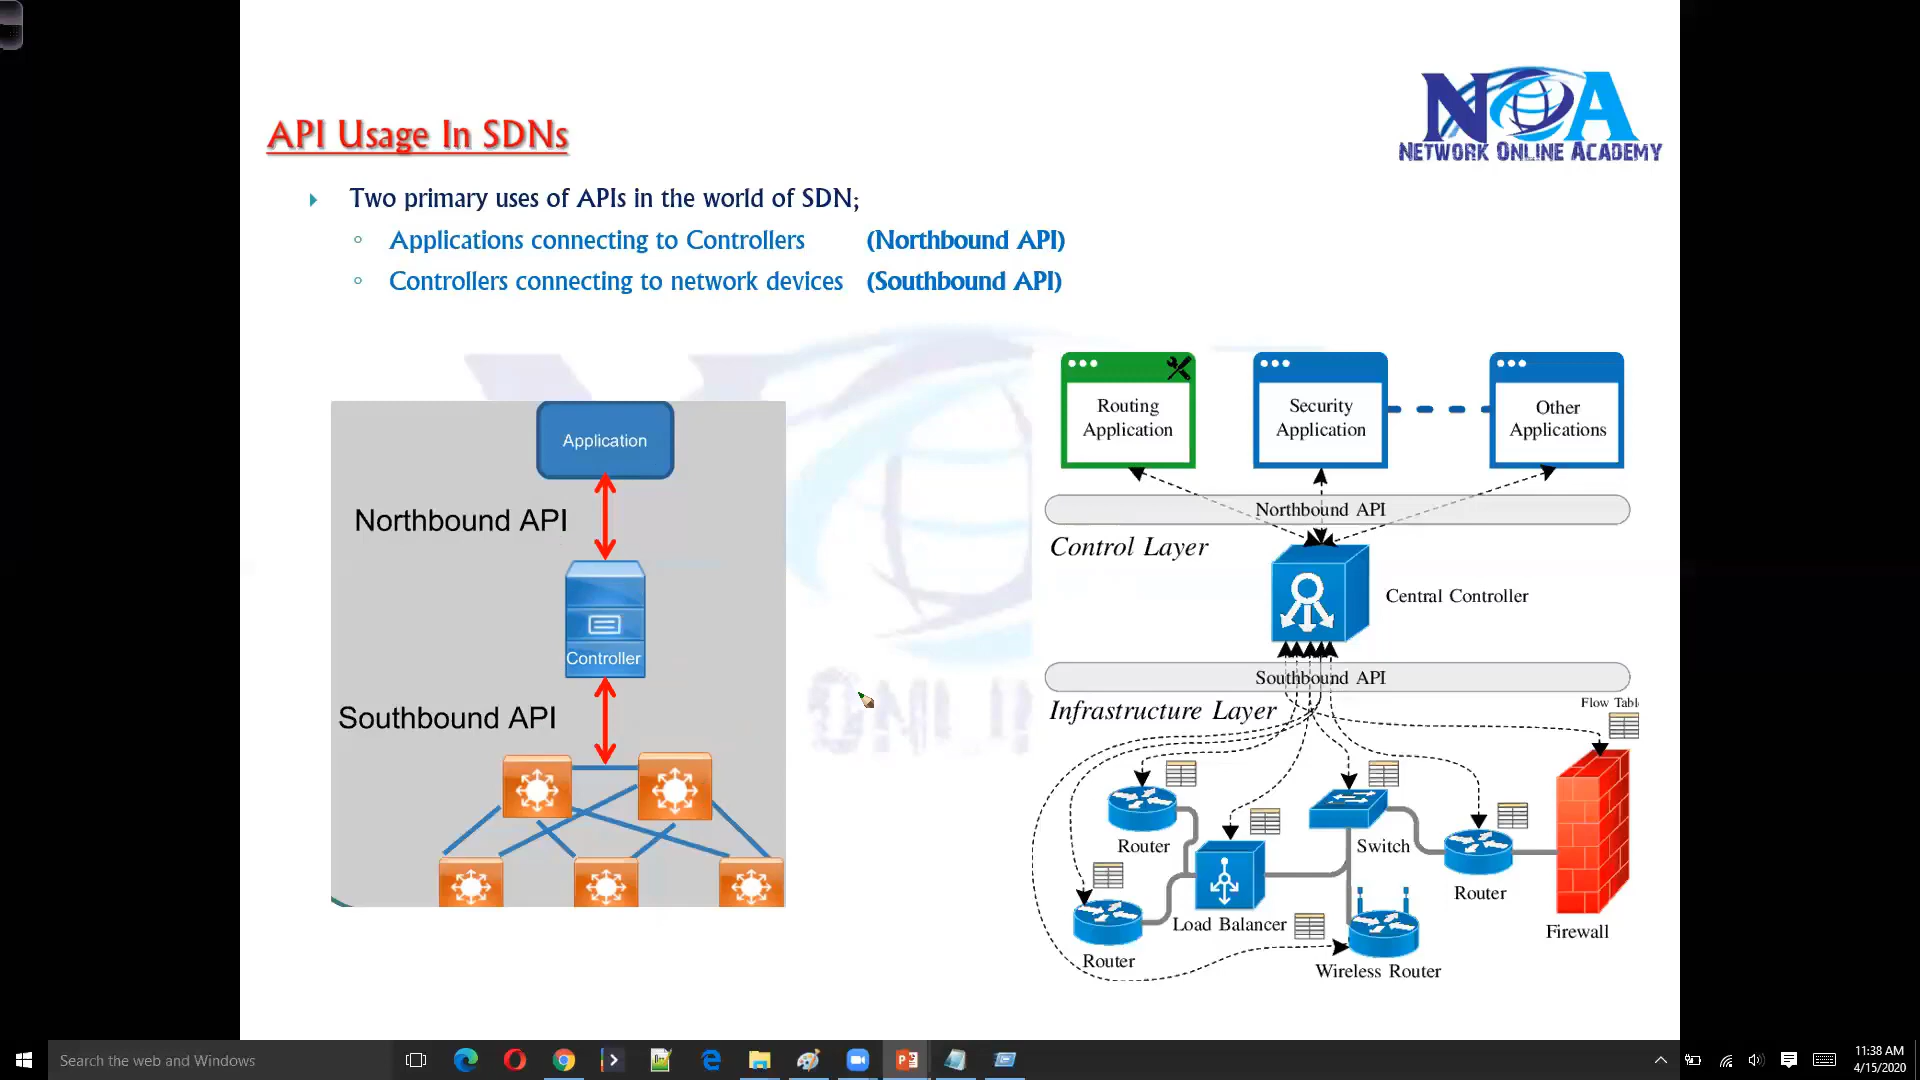 API Usage In SDNs
NOA
NETWORK ONLINE ACADEMY
Two primary uses of APIs in the world of SDN;
Applications connecting to Controllers (Northbound API)
Controllers connecting to network devices (Southbound API)
Application
Northbound API
Controller
Southbound API
Routing Application
Security Application
Other Applications
Northbound API
Control Layer
Central Controller
Southbound API
Infrastructure Layer
Flow Tabl
Router
Switch
Router
Load Balancer
Firewall
Router
Wireless Router
ONLI
Search the web and Windows
11:38 AM
4/15/2020